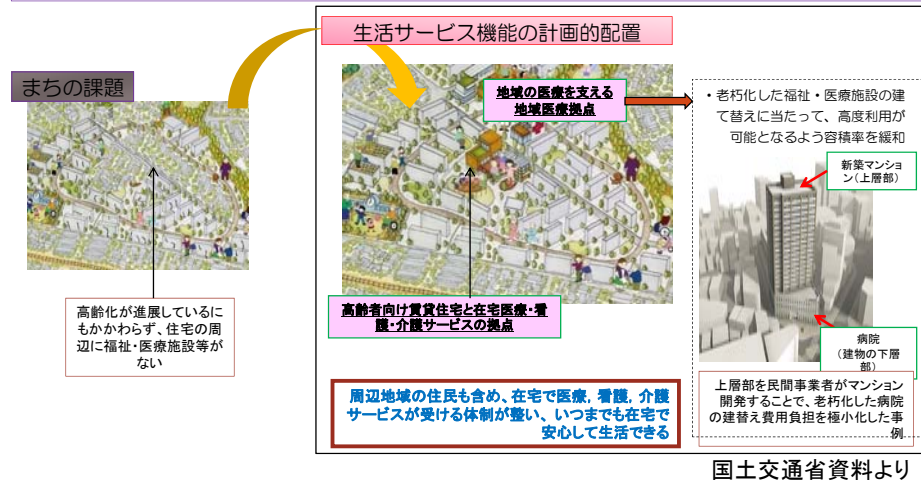 生活サービス機能の計画的配置
まちの課題
地域の医療を支える
地域医療拠点
・老朽化した福祉・医療施設の建
て替えに当たって、高度利用が
可能となるよう容積率を緩和
新築マンショ
ン(上層部)
高齢化が進展しているに
もかかわらず、住宅の周
辺に福祉・医療施設等が
ない
高齢者向け賃貸住宅と在宅医療・看
護・介護サービスの拠点
病院
(建物の下層
部)
周辺地域の住民も含め、在宅で医療, 看護, 介護
サービスが受ける体制が整い、いつまでも在宅で
安心して生活できる
上層部を民間事業者がマンション
開発することで、老朽化した病院
の建替え費用負担を極小化した事
例
国土交通省資料より